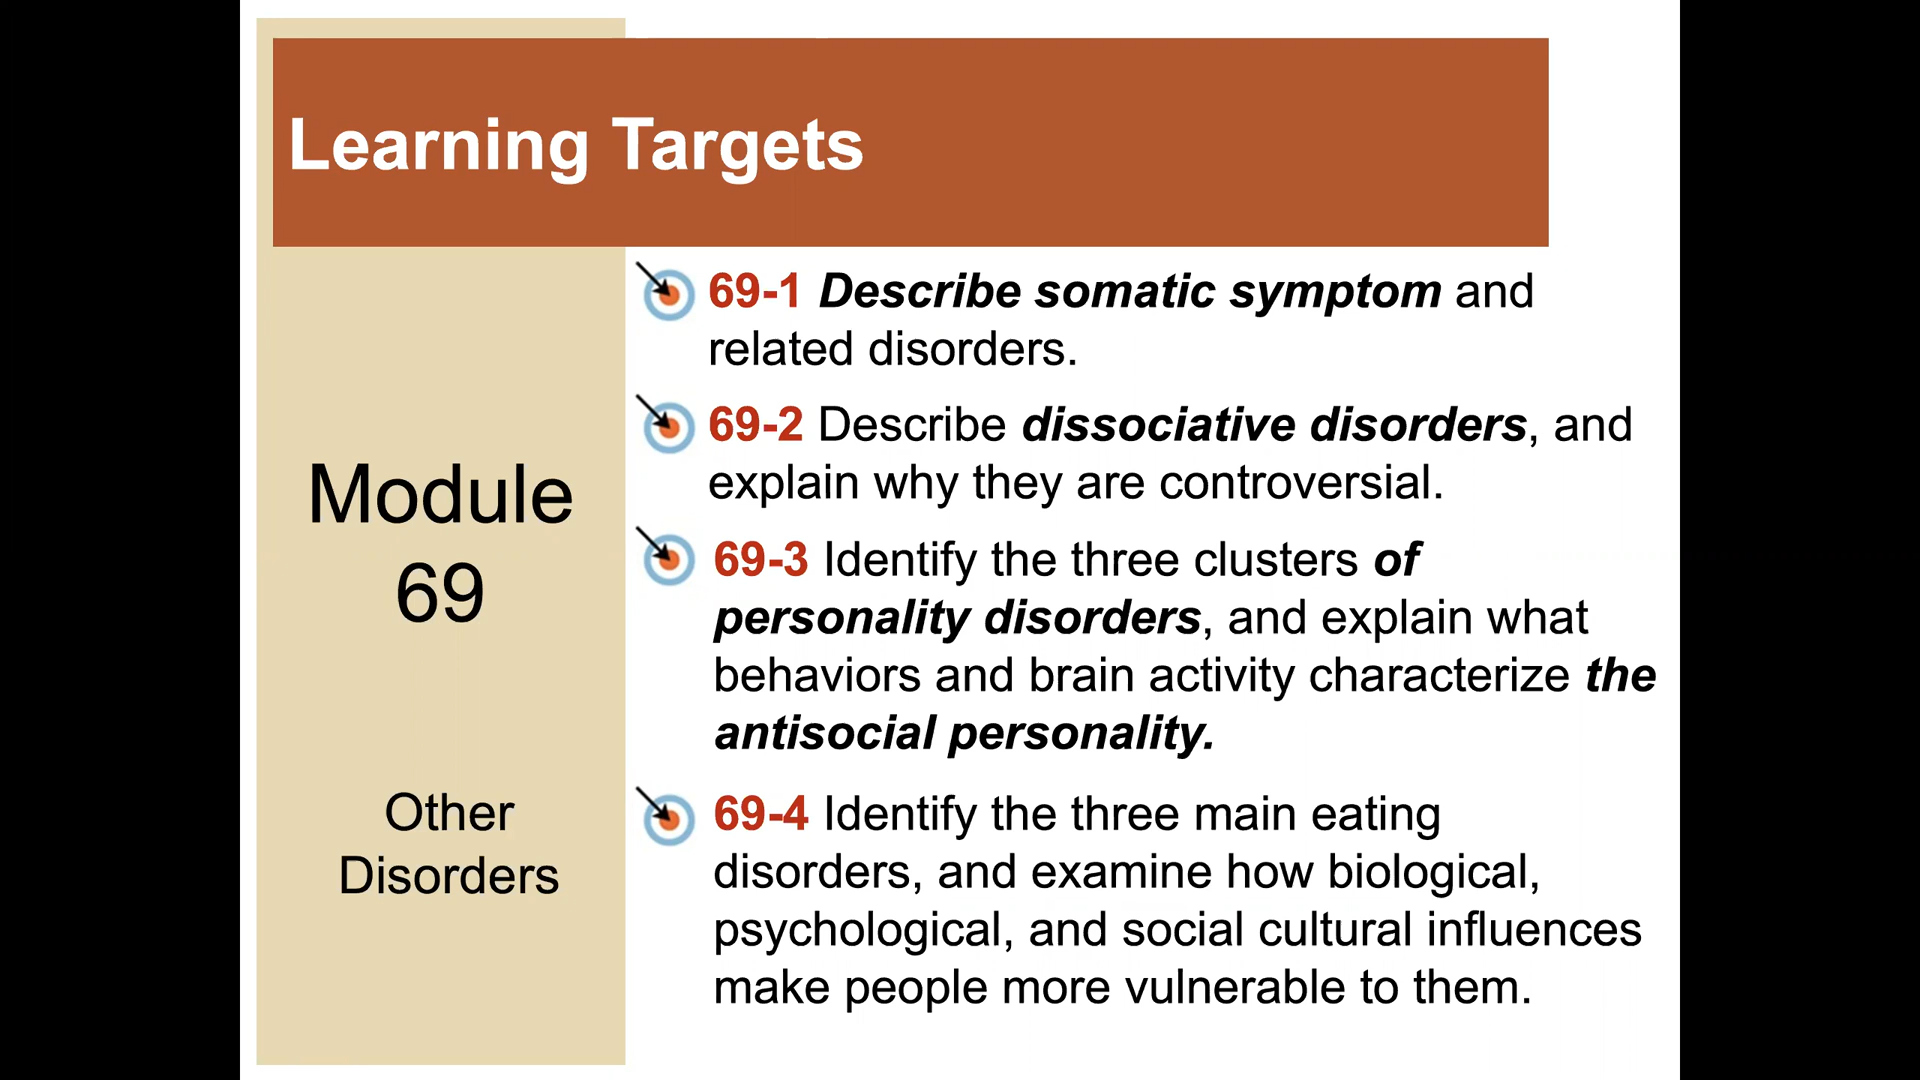 Learning Targets
Module
69
Other
Disorders
69-1 Describe somatic symptom and
related disorders.
69-2 Describe dissociative disorders, and
explain why they are controversial.
69-3 Identify the three clusters of
personality disorders, and explain what
behaviors and brain activity characterize the
antisocial personality.
69-4 Identify the three main eating
disorders, and examine how biological,
psychological, and social cultural influences
make people more vulnerable to them.